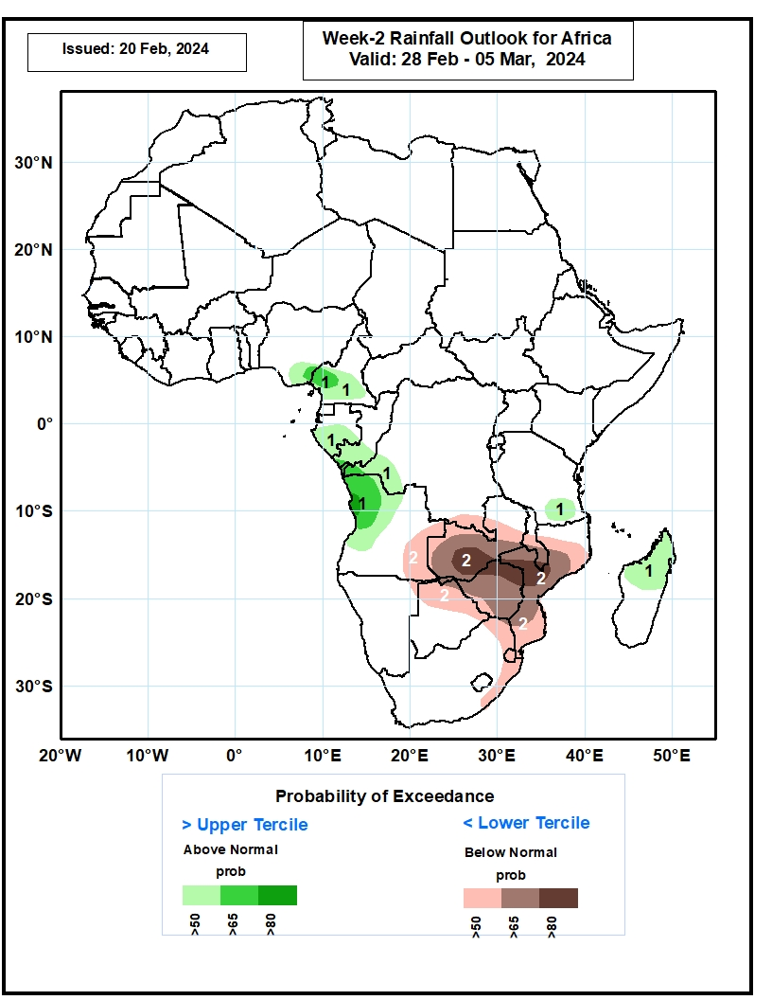 Issued: 20 Feb, 2024
Week-2 Rainfall Outlook for Africa
Valid: 28 Feb - 05 Mar, 2024
30°N
20°N
10°N
0°
10°S
20°S
30°S
1
1
1
1
1
1
1
2
2
2
2
2
20°W
10°W
0°
10°E
20°E
30°E
40°E
50°E
Probability of Exceedance
> Upper Tercile
Above Normal
prob
>50
>65
>80
< Lower Tercile
Below Normal
prob
>50
>65
>80